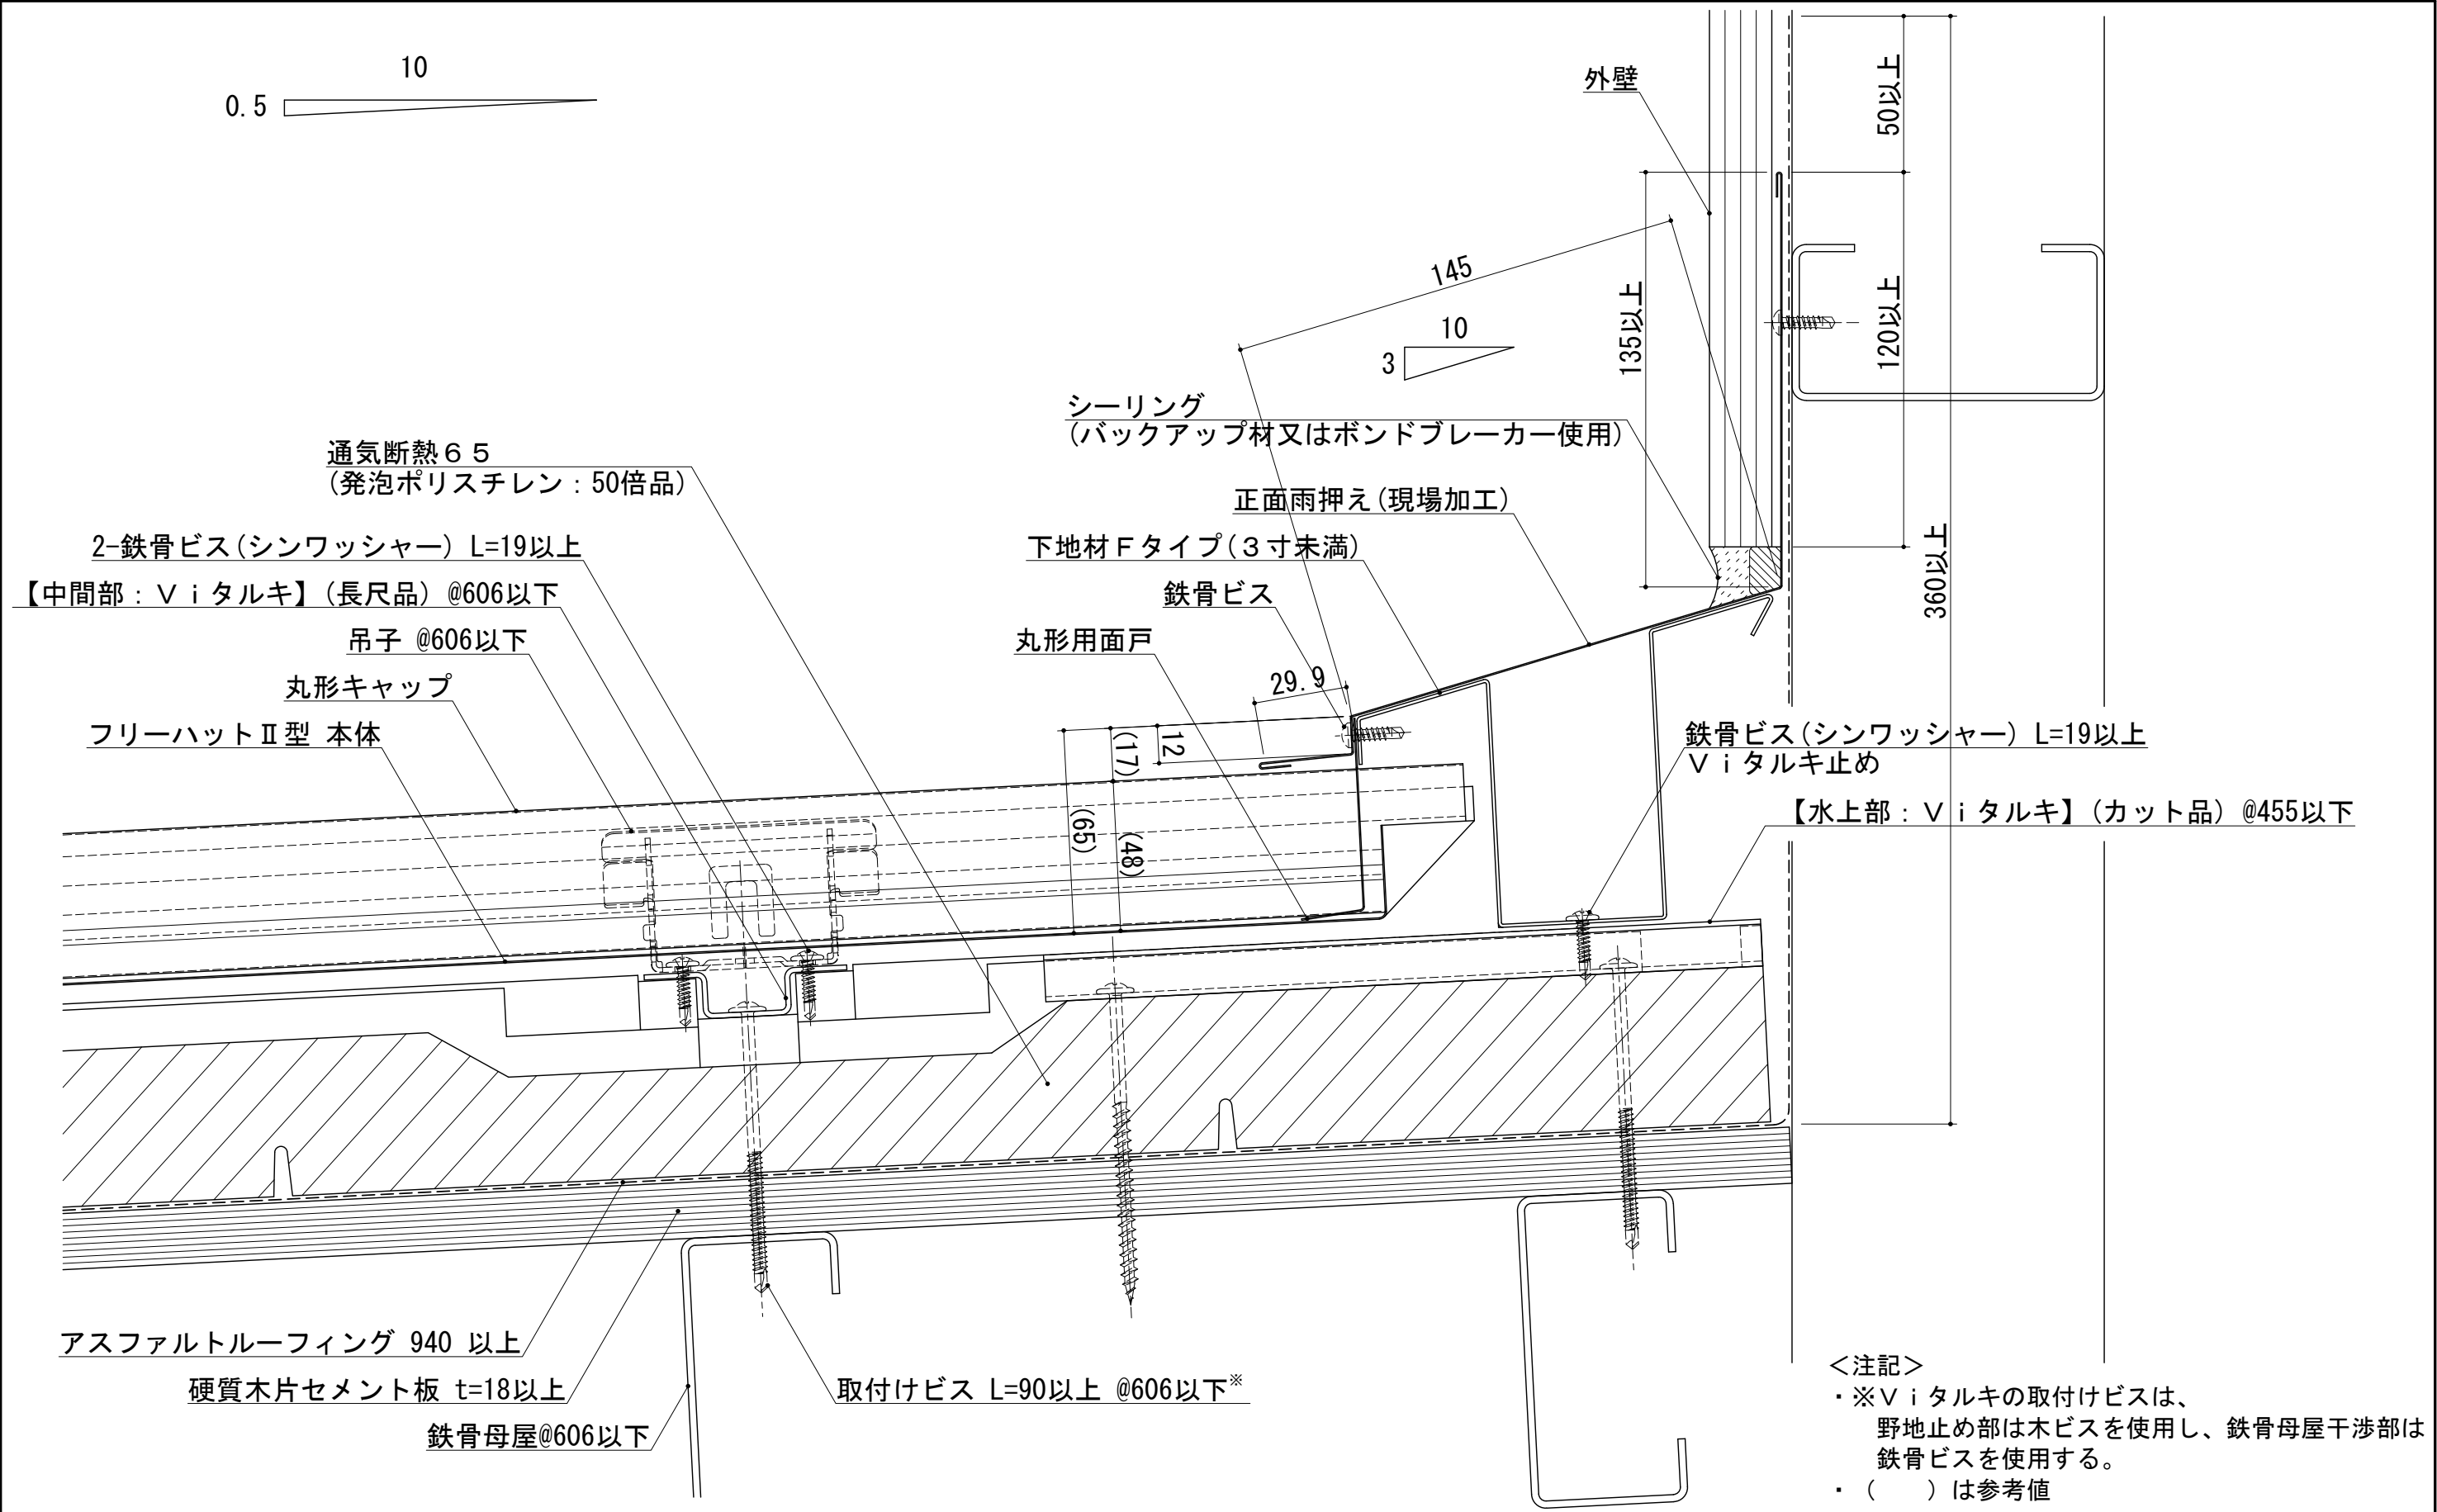 10
0.5
外壁
50以上
145
10
3
135以上
120以上
シーリング
(バックアップ材又はボンドブレーカー使用)
通気断熱６５
(発泡ポリスチレン：50倍品)
正面雨押え(現場加工)
2-鉄骨ビス(シンワッシャー) L=19以上
下地材Ｆタイプ(３寸未満)
【中間部：Ｖｉタルキ】(長尺品) @606以下
鉄骨ビス
360以上
吊子 @606以下
丸形用面戸
丸形キャップ
29.9
フリーハットⅡ型 本体
12
(17)
(65)
(48)
鉄骨ビス(シンワッシャー) L=19以上
Ｖｉタルキ止め
【水上部：Ｖｉタルキ】(カット品) @455以下
アスファルトルーフィング 940 以上
硬質木片セメント板 t=18以上
取付けビス L=90以上 @606以下※
鉄骨母屋@606以下
＜注記＞
・※Ｖｉタルキの取付けビスは、
野地止め部は木ビスを使用し、鉄骨母屋干渉部は
鉄骨ビスを使用する。
・（　　）は参考値